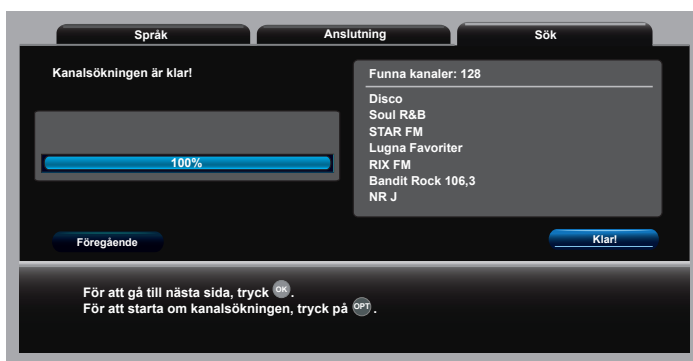 Språk
Anslutning
Sök
Kanalsökningen är klar!
100%
Funna kanaler: 128
Disco
Soul R&B
STAR FM
Lugna Favoriter
RIX FM
Bandit Rock 106,3
NR J
Föregående
Klar!
För att gå till nästa sida, tryck OK.
För att starta om kanalsökningen, tryck på OPT.